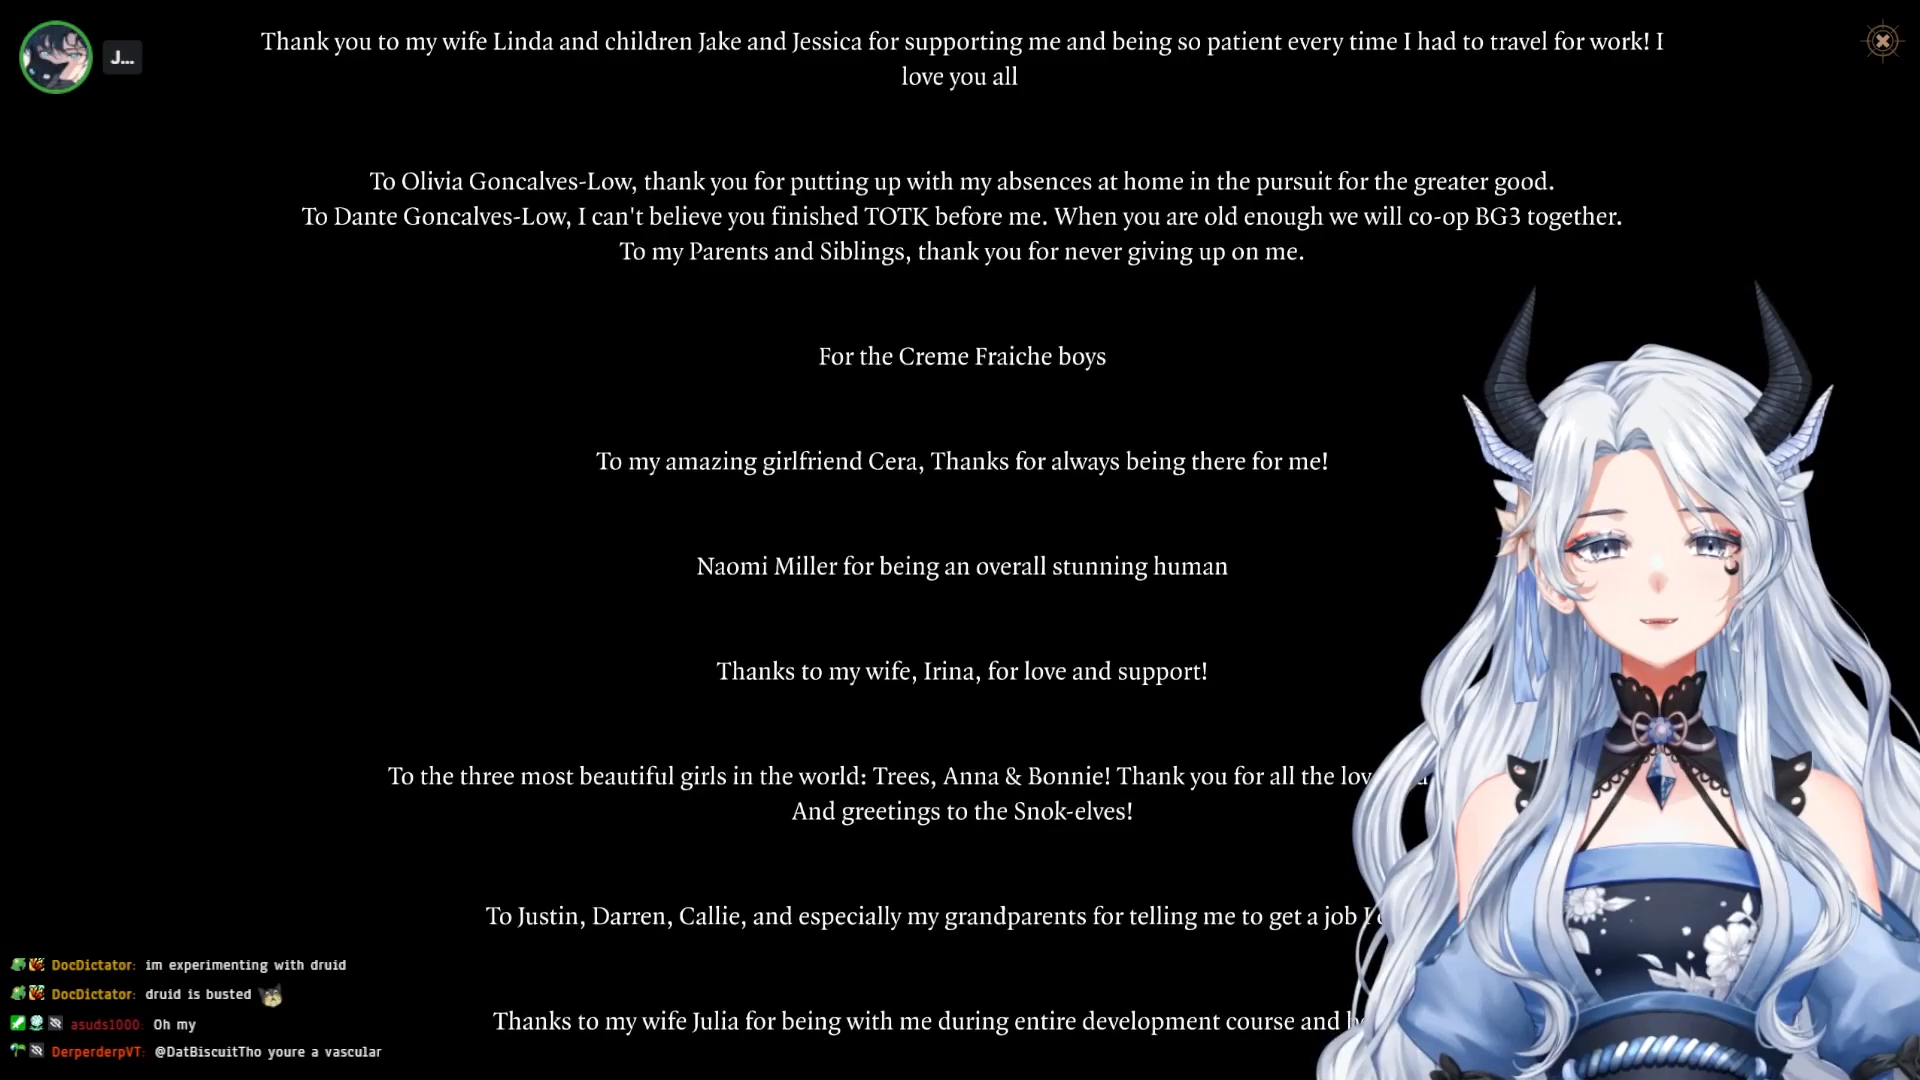 J...
Thank you to my wife Linda and children Jake and Jessica for supporting me and being so patient every time I had to travel for work! I
love you all
To Olivia Goncalves-Low, thank you for putting up with my absences at home in the pursuit for the greater good.
To Dante Goncalves-Low, I can't believe you finished TOTK before me. When you are old enough we will co-op BG3 together.
To my Parents and Siblings, thank you for never giving up on me.
For the Creme Fraiche boys
To my amazing girlfriend Cera, Thanks for always being there for me!
Naomi Miller for being an overall stunning human
Thanks to my wife, Irina, for love and support!
To the three most beautiful girls in the world: Trees, Anna & Bonnie! Thank you for all the
And greetings to the Snok-elves!
To Justin, Darren, Callie, and especially my grandparents for telling me to get a job
Thanks to my wife Julia for being with me during entire development course and
DocDictator: im experimenting with druid
DocDictator: druid is busted
asuds1000: Oh my
DerperderpVT: @DatBiscuitTho youre a vascular